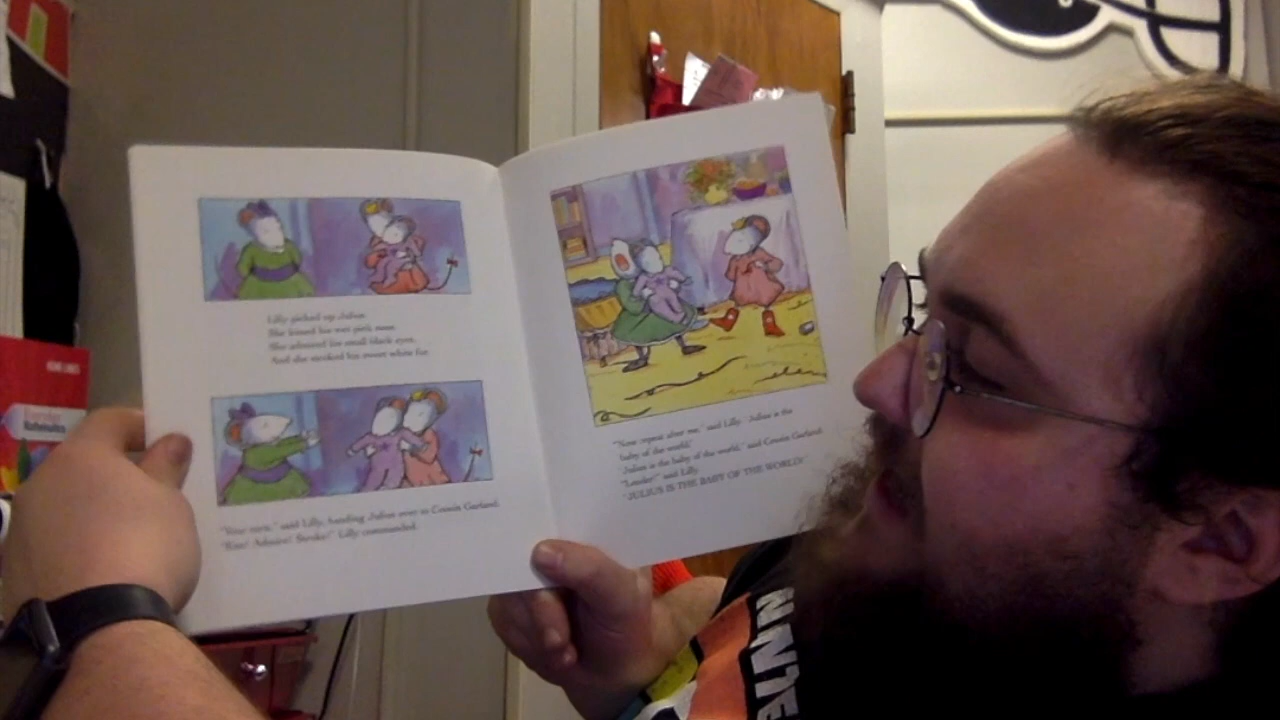 Lilly picked up Julius.
She kissed his wet pink nose.
She admired his small black eyes.
And she stroked his sweet white fur.
"Your turn," said Lilly, handing Julius over to Cousin Garland.
"Kiss! Admire! Stroke!" Lilly commanded.
"Now repeat after me," said Lilly. "Julius is the
baby of the world."
"Julius is the baby of the world," said Cousin Garland.
"Louder!" said Lilly.
"JULIUS IS THE BABY OF THE WORLD!"